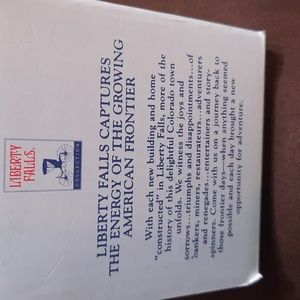 LIBERTY
FALLS.
COLLECTION
LIBERTY FALLS CAPTURES
THE ENERGY OF THE GROWING
AMERICAN FRONTIER
With each new building and home
"constructed" in Liberty Falls, more of the
history of this delightful Colorado town
unfolds. We witness the joys and
sorrows...triumphs and disappointments...of
bankers, miners, restaurateurs...adventurers
and renegades...entertainers and story-
spinners. Come with us on a journey back to
those frontier days—when anything seemed
possible and each day brought a new
opportunity for adventure.